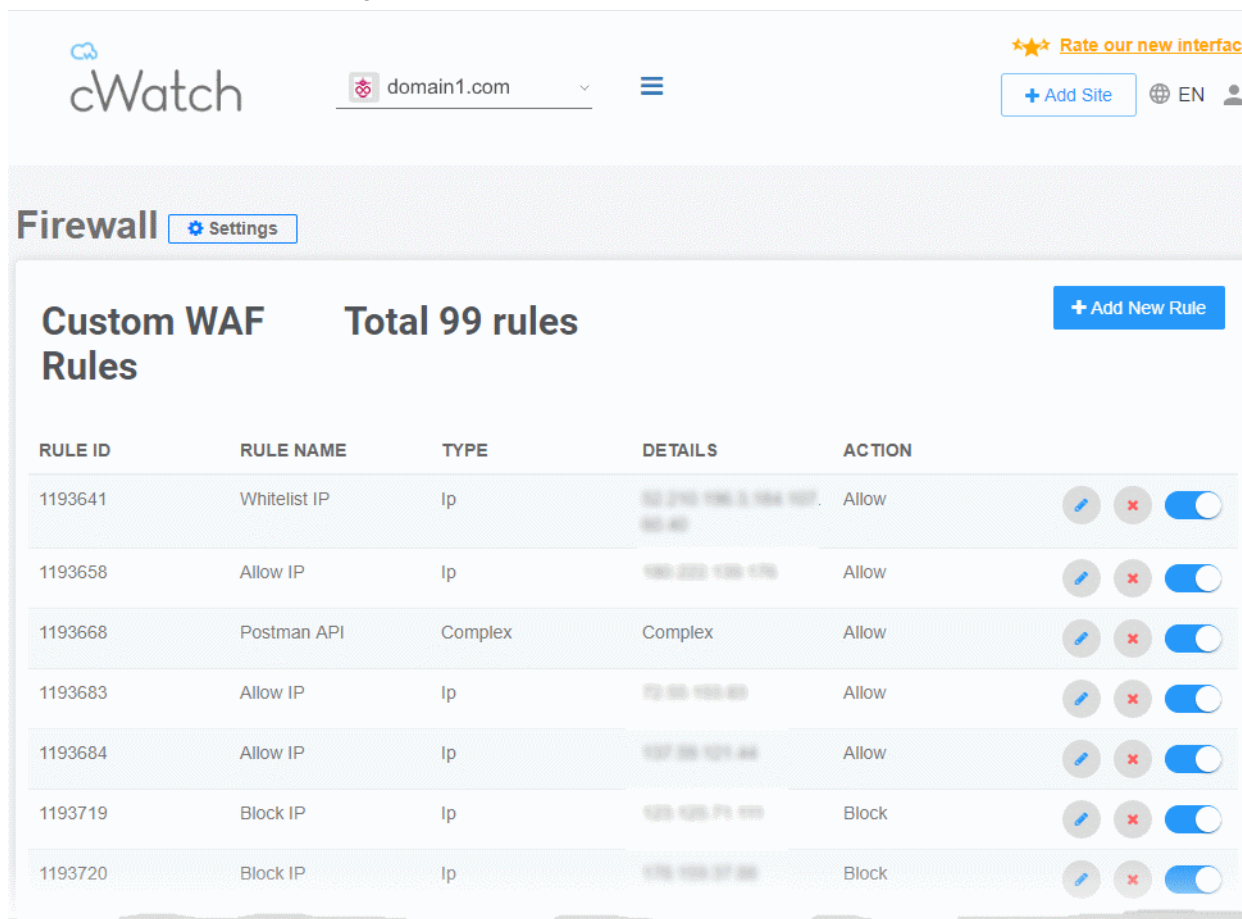 Rate our new interfac
cWatch
domain1.com
+ Add Site
EN
Firewall
Settings
Custom WAF Rules
Total 99 rules
+ Add New Rule
RULE ID RULE NAME TYPE DETAILS ACTION
1193641 Whitelist IP Ip Allow
1193658 Allow IP Ip Allow
1193668 Postman API Complex Complex Allow
1193683 Allow IP Ip Allow
1193684 Allow IP Ip Allow
1193719 Block IP Ip Block
1193720 Block IP Ip Block